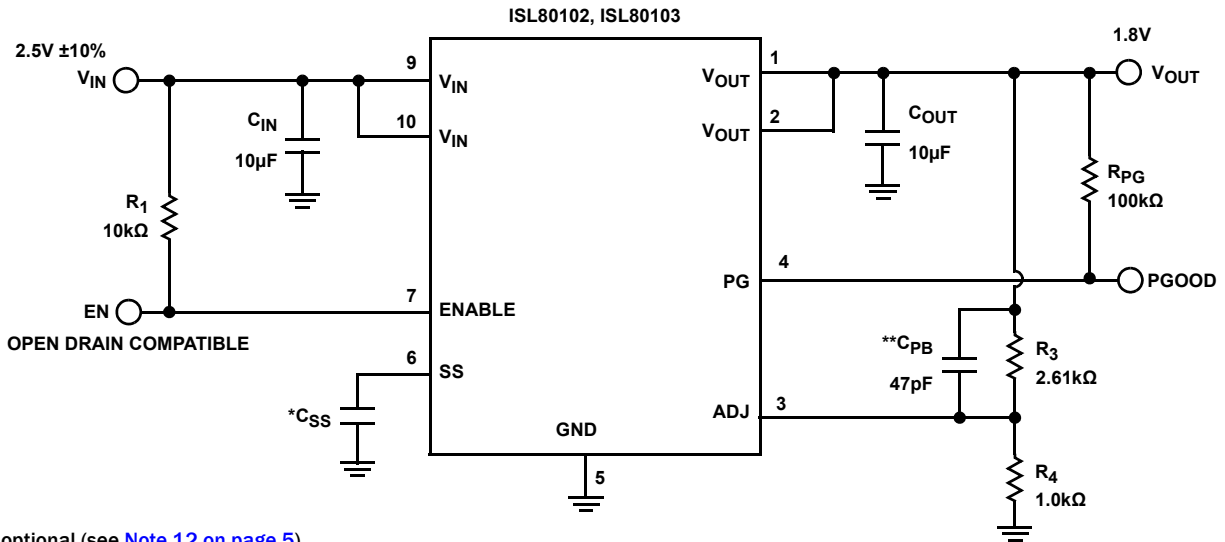 ISL80102, ISL80103
2.5V ±10%
VIN
9
VIN
10
VIN
CIN
10µF
R1
10kΩ
EN
7
ENABLE
OPEN DRAIN COMPATIBLE
6
SS
*CSS
GND
5
1.8V
1
VOUT
VOUT
2
VOUT
COUT
10µF
RPG
100kΩ
4
PG
PGOOD
**CPB
47pF
R3
2.61kΩ
3
ADJ
R4
1.0kΩ
optional (see Note 12 on page 5)